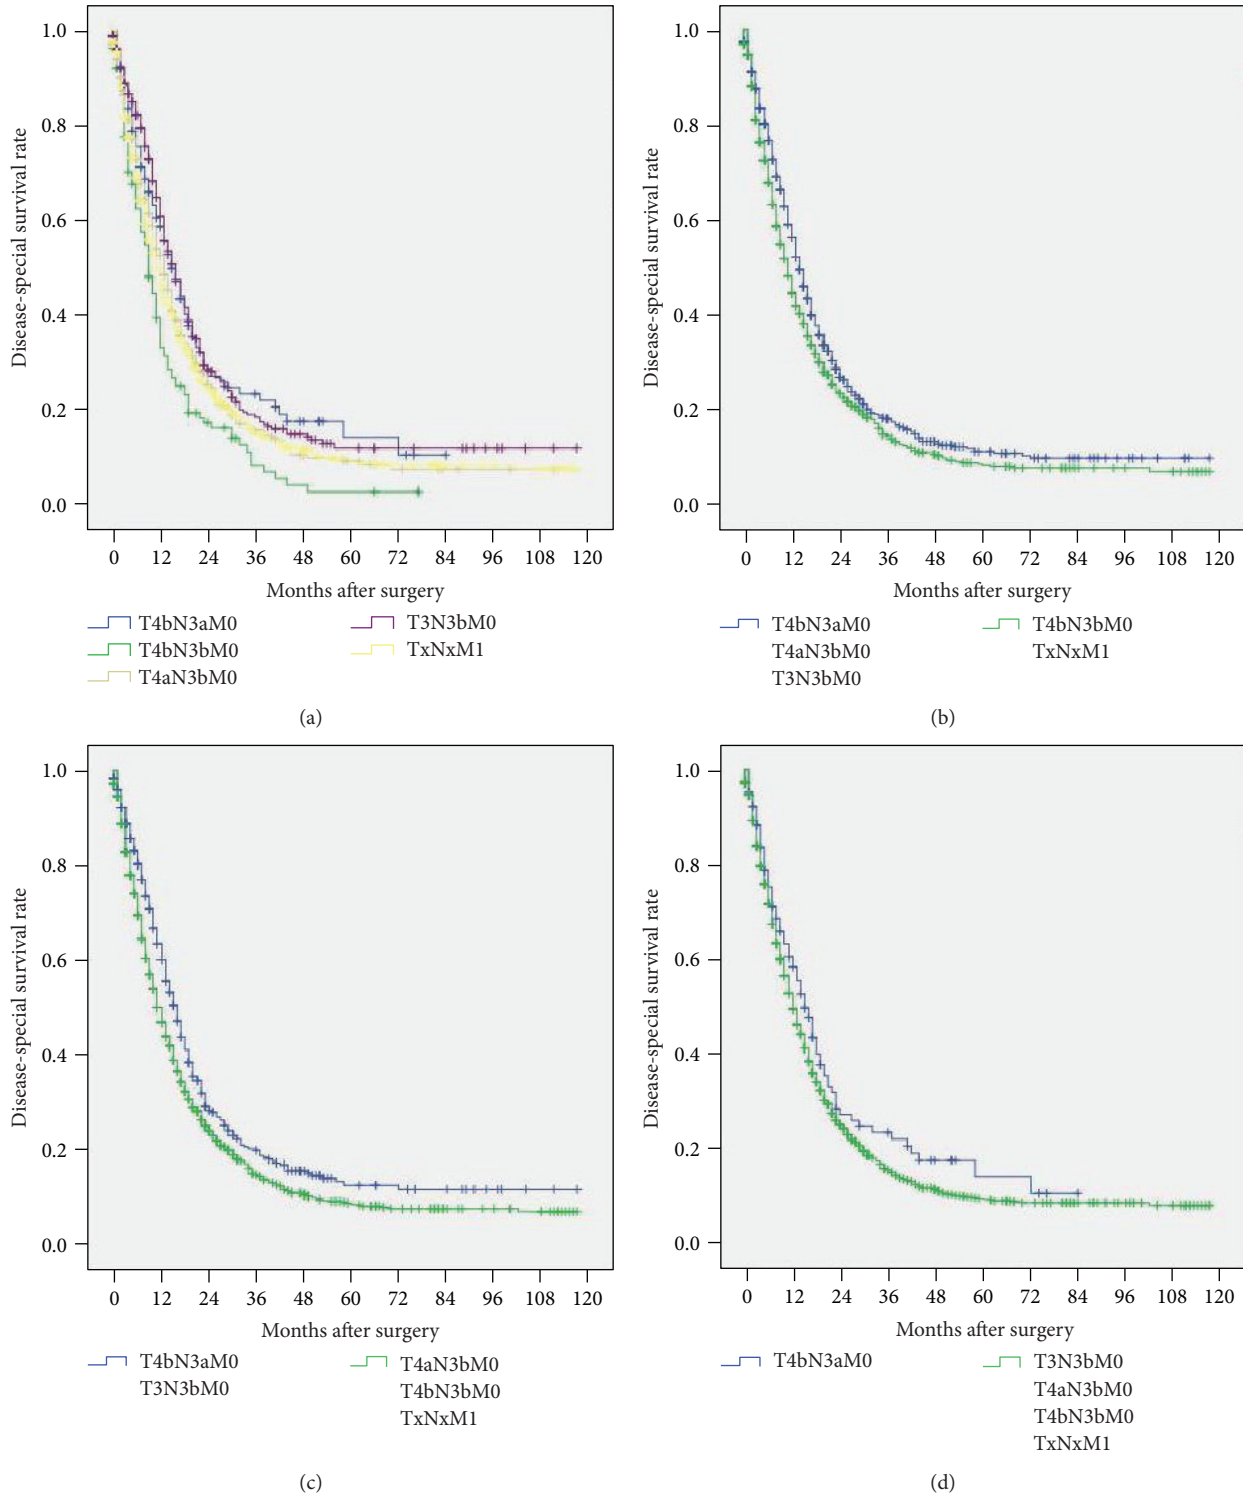 1.0
0.8
0.6
0.4
0.2
0.0
Disease-special survival rate
0 12 24 36 48 60 72 84 96 108 120
Months after surgery
T4bN3aM0 T3N3bM0
T4bN3bM0 TxNxM1
T4aN3bM0
(a)
1.0
0.8
0.6
0.4
0.2
0.0
Disease-special survival rate
0 12 24 36 48 60 72 84 96 108 120
Months after surgery
T4bN3aM0 T4bN3bM0
T4aN3bM0 TxNxM1
T3N3bM0
(b)
1.0
0.8
0.6
0.4
0.2
0.0
Disease-special survival rate
0 12 24 36 48 60 72 84 96 108 120
Months after surgery
T4bN3aM0 T4aN3bM0
T3N3bM0 T4bN3bM0
TxNxM1
(c)
1.0
0.8
0.6
0.4
0.2
0.0
Disease-special survival rate
0 12 24 36 48 60 72 84 96 108 120
Months after surgery
T4bN3aM0 T3N3bM0
T4aN3bM0
T4bN3bM0
TxNxM1
(d)